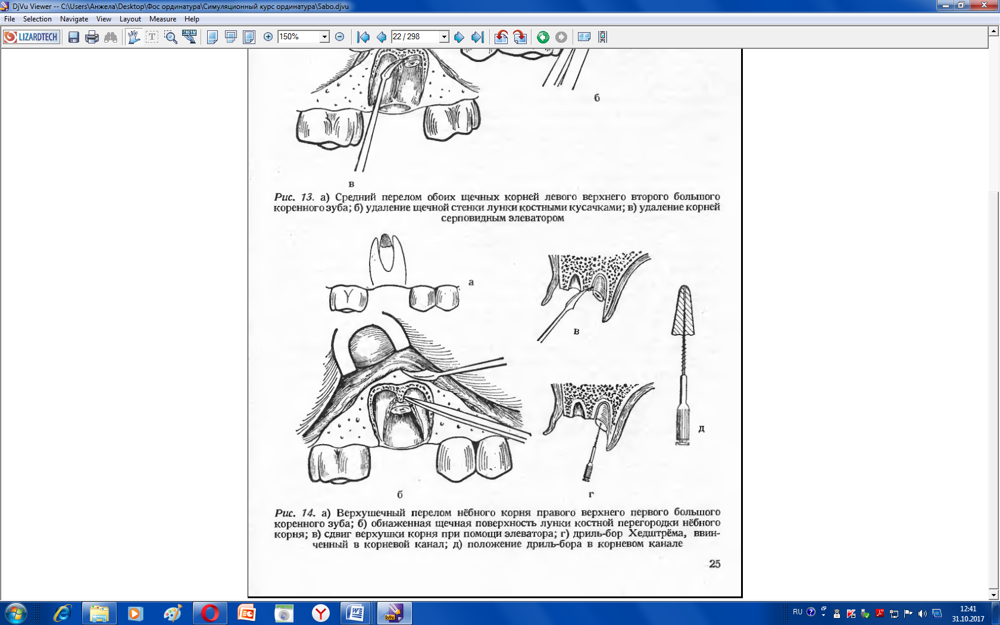 DjVu Viewer -- C:\Users\Анжела\Desktop\Фос ординатура\Симуляционный курс ординатура\Sabo.djvu
File Selection Navigate View Layout Measure Help
LIZARDTECH 150% 22 / 298
б
в
Рис. 13. а) Средний перелом обоих щечных корней левого верхнего второго большого
коренного зуба; б) удаление щечной стенки лунки костными кусачками; в) удаление корней
серповидным элеватором
а
в
д
б
г
Рис. 14. а) Верхушечный перелом нёбного корня правого верхнего первого большого
коренного зуба; б) обнаженная щечная поверхность лунки костной перегородки нёбного
корня; в) сдвиг верхушки корня при помощи элеватора; г) дриль-бор Хедштрёма, ввин-
ченный в корневой канал; д) положение дриль-бора в корневом канале
25
RU
12:41
31.10.2017